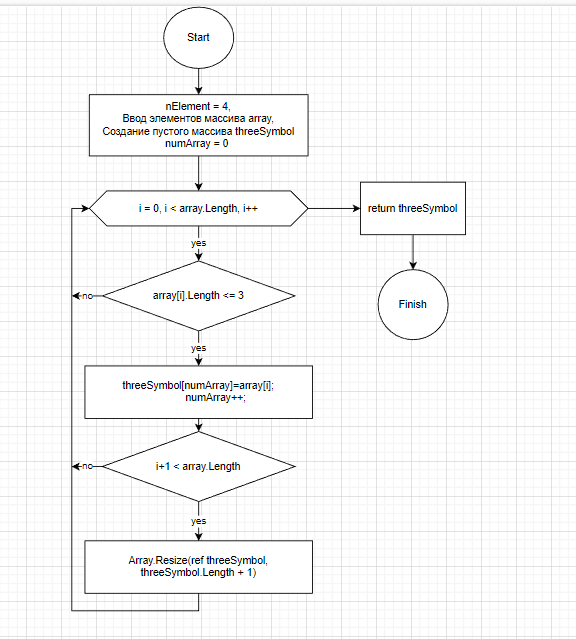 Start
nElement = 4,
Ввод элементов массива array,
Создание пустого массива threeSymbol
numArray = 0
i = 0, i < array.Length, i++
return threeSymbol
yes
Finish
array[i].Length <= 3
no
yes
threeSymbol[numArray]=array[i];
numArray++;
i+1 < array.Length
no
yes
Array.Resize(ref threeSymbol,
threeSymbol.Length + 1)